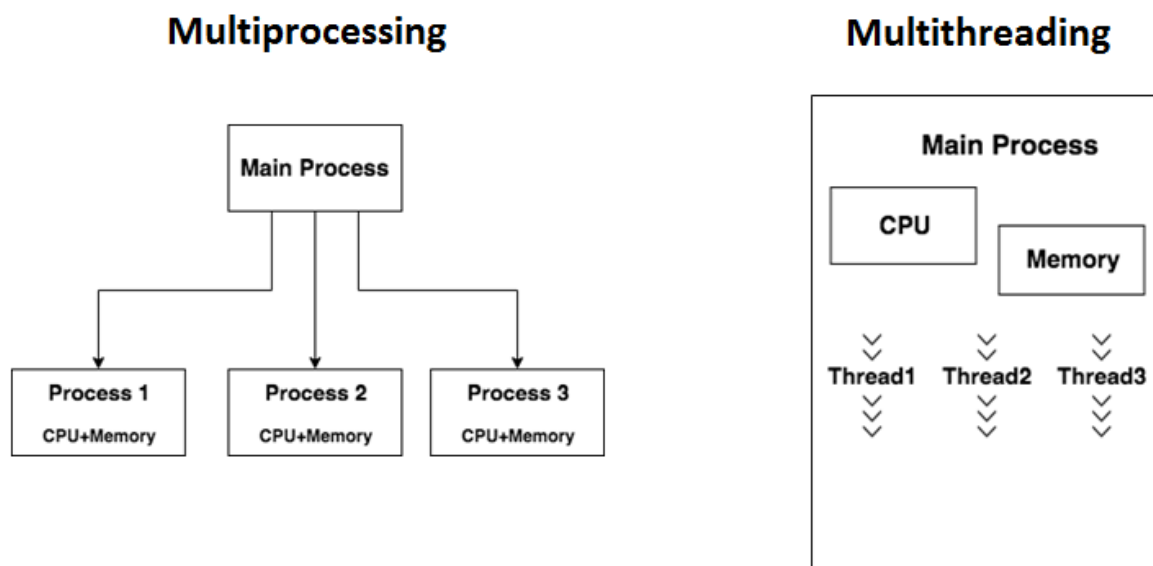 Multiprocessing
Main Process
Process 1
CPU+Memory
Process 2
CPU+Memory
Process 3
CPU+Memory
Multithreading
Main Process
CPU
Memory
Thread1
Thread2
Thread3